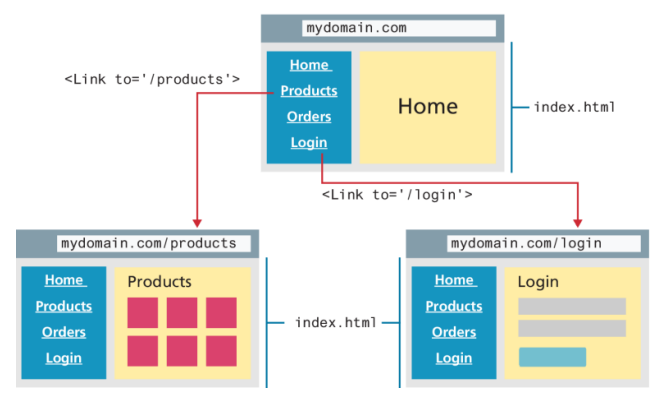 mydomain.com
Home
Products
Orders
Login
Home
index.html
<Link to='/products'>
<Link to='/login'>
mydomain.com/products
Home
Products
Orders
Login
Products
index.html
mydomain.com/login
Home
Products
Orders
Login
Login